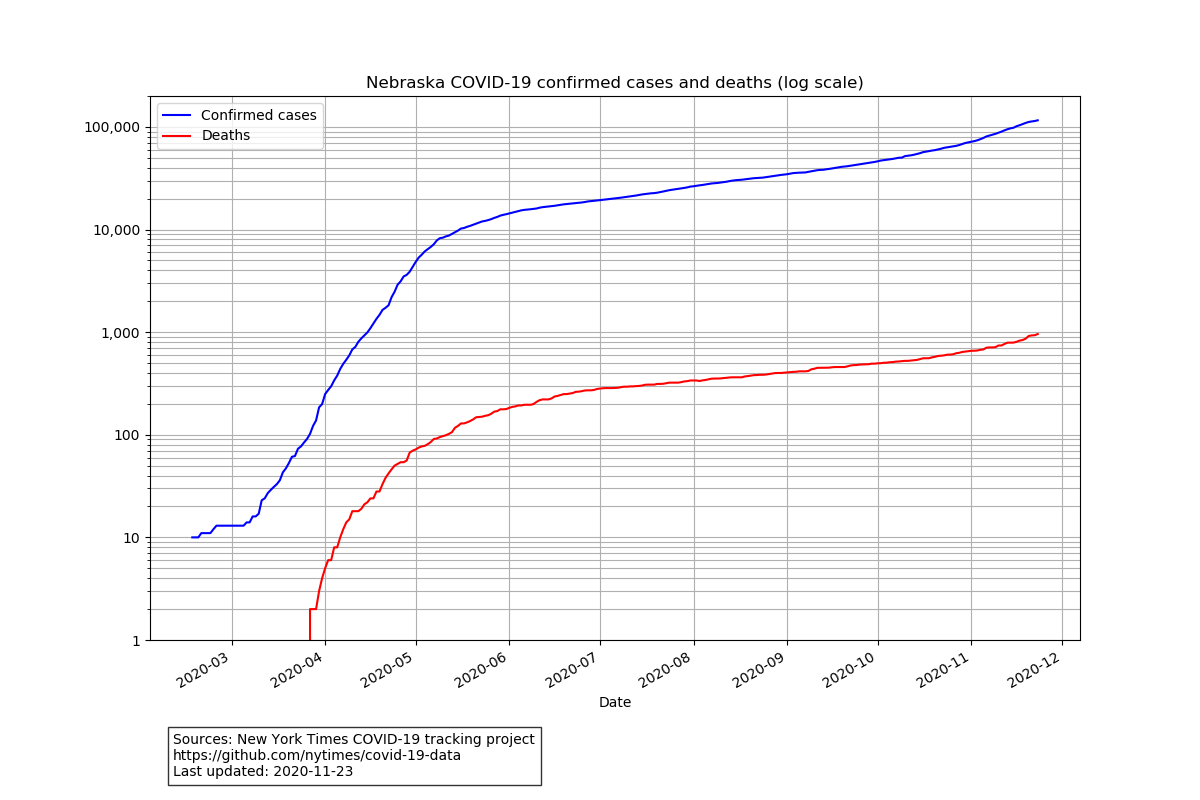 Nebraska COVID-19 confirmed cases and deaths (log scale)
Confirmed cases
Deaths
100,000
10,000
1,000
100
10
1
2020-03
2020-04
2020-05
2020-06
2020-07
2020-08
2020-09
2020-10
2020-11
2020-12
Date
Sources: New York Times COVID-19 tracking project
https://github.com/nytimes/covid-19-data
Last updated: 2020-11-23